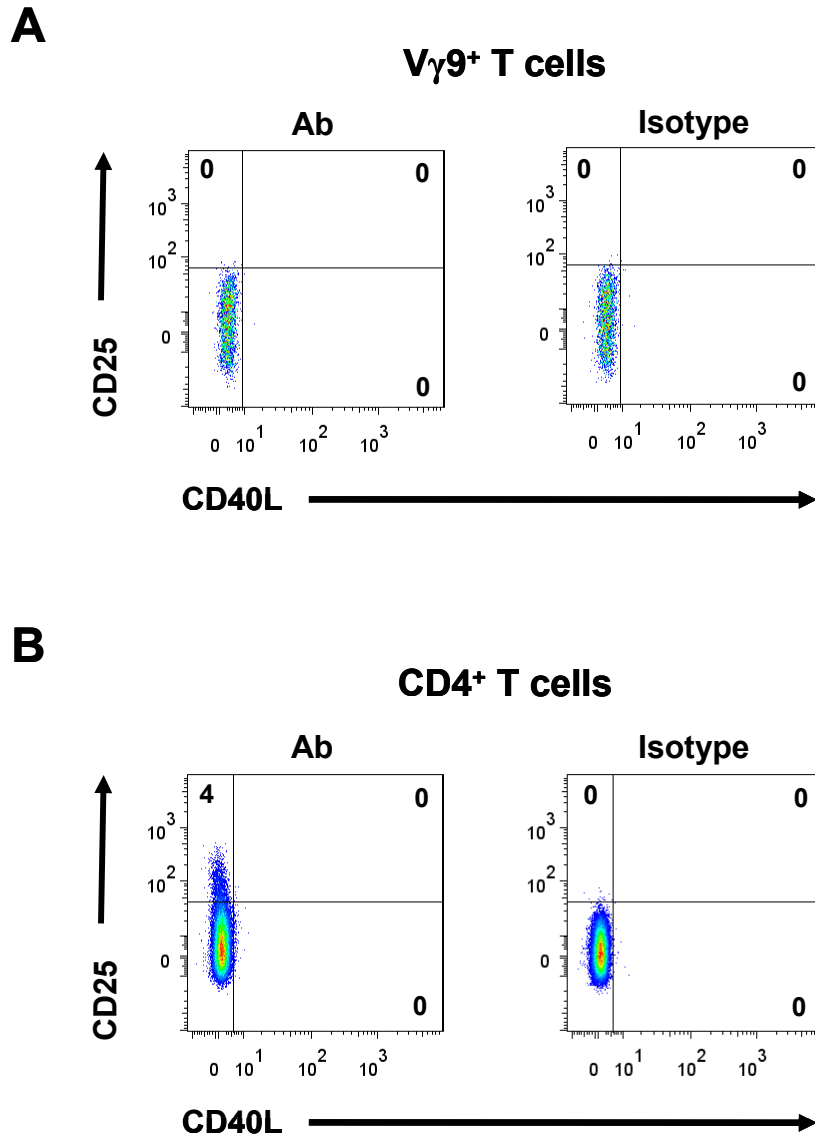 A
Vγ9⁺ T cells
Ab Isotype
0 0 0 0
10³ 10³
10² 10²
0 0
0 0
CD25
0 10¹ 10² 10³ 0 10¹ 10² 10³
CD40L
B
CD4⁺ T cells
Ab Isotype
4 0 0 0
10³ 10³
10² 10²
0 0
0 0
CD25
0 10¹ 10² 10³ 0 10¹ 10² 10³
CD40L